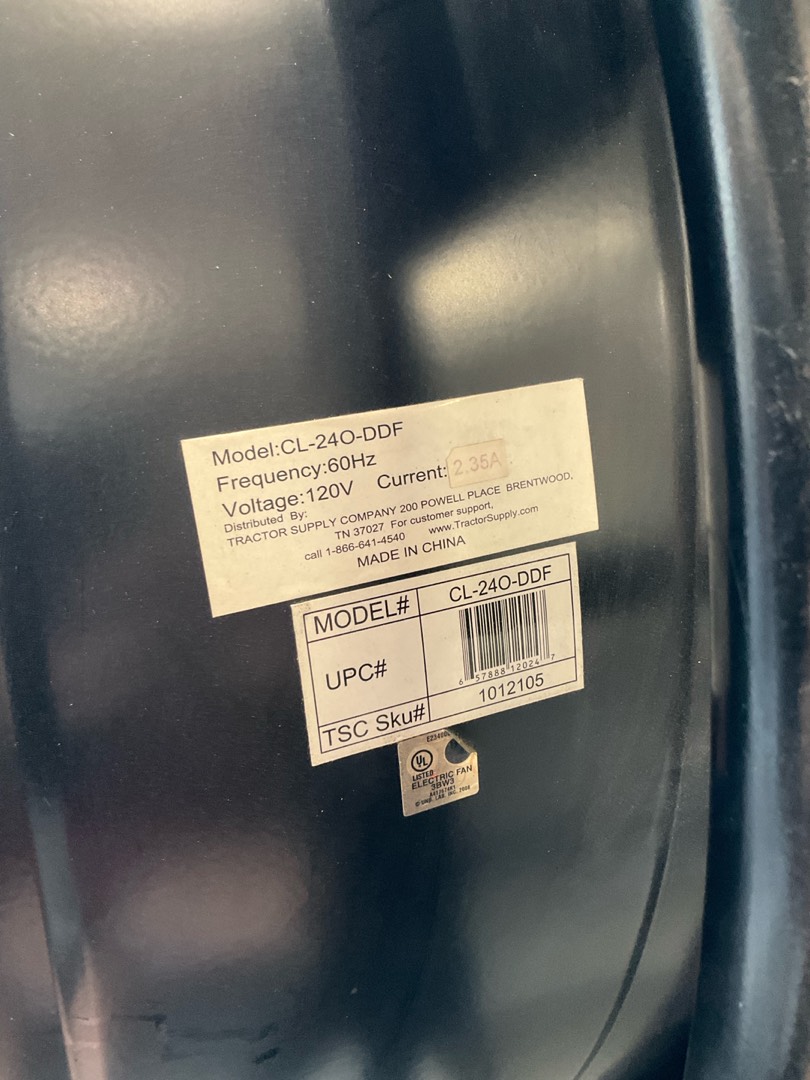 Model:CL-24O-DDF
Frequency:60Hz
Voltage:120V Current: 2.35A
Distributed By:
TRACTOR SUPPLY COMPANY 200 POWELL PLACE BRENTWOOD,
TN 37027 For customer support,
call 1-866-641-4540 www.TractorSupply.com
MADE IN CHINA
MODEL# CL-24O-DDF
UPC# 6 57888 12024 7
TSC Sku# 1012105
UL
LISTED
ELECTRIC FAN
3BW3